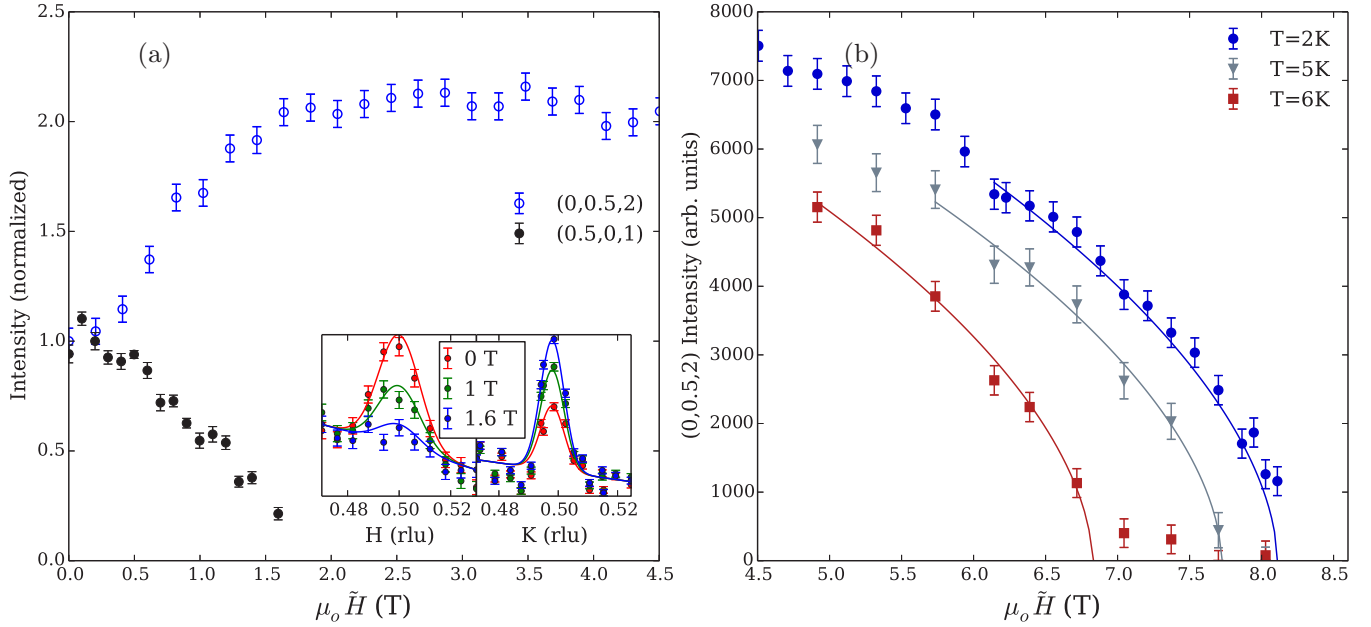 (a)
Intensity (normalized)
2.5
2.0
1.5
1.0
0.5
0.0
(0,0.5,2)
(0.5,0,1)
0 T
1 T
1.6 T
0.48 0.50 0.52 0.48 0.50 0.52
H (rlu) K (rlu)
0.0 0.5 1.0 1.5 2.0 2.5 3.0 3.5 4.0 4.5
μₒH̃ (T)
(b)
(0,0.5,2) Intensity (arb. units)
8000
7000
6000
5000
4000
3000
2000
1000
0
T=2K
T=5K
T=6K
4.5 5.0 5.5 6.0 6.5 7.0 7.5 8.0 8.5
μₒH̃ (T)